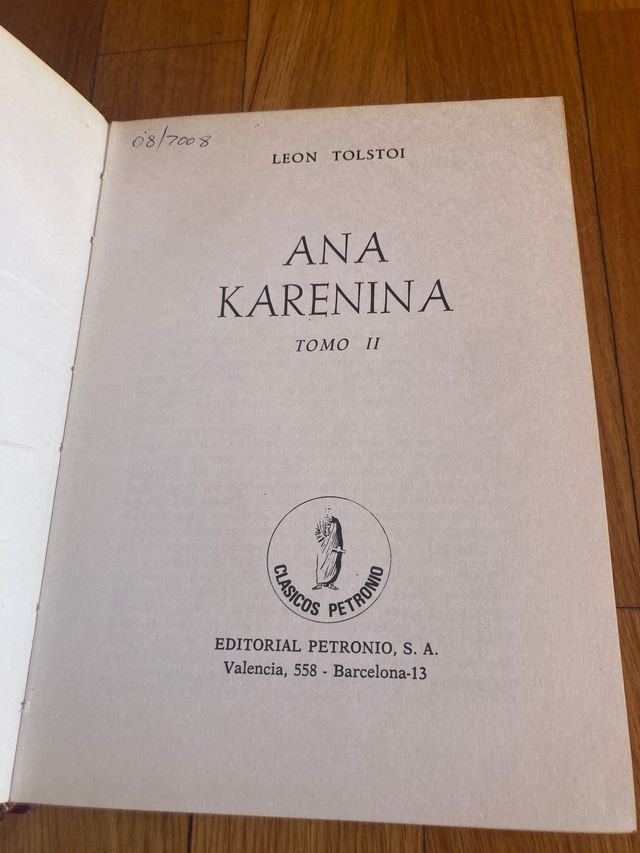 08/7008
LEON TOLSTOI
ANA
KARENINA
TOMO II
CLASICOS PETRONIO
EDITORIAL PETRONIO, S. A.
Valencia, 558 - Barcelona-13